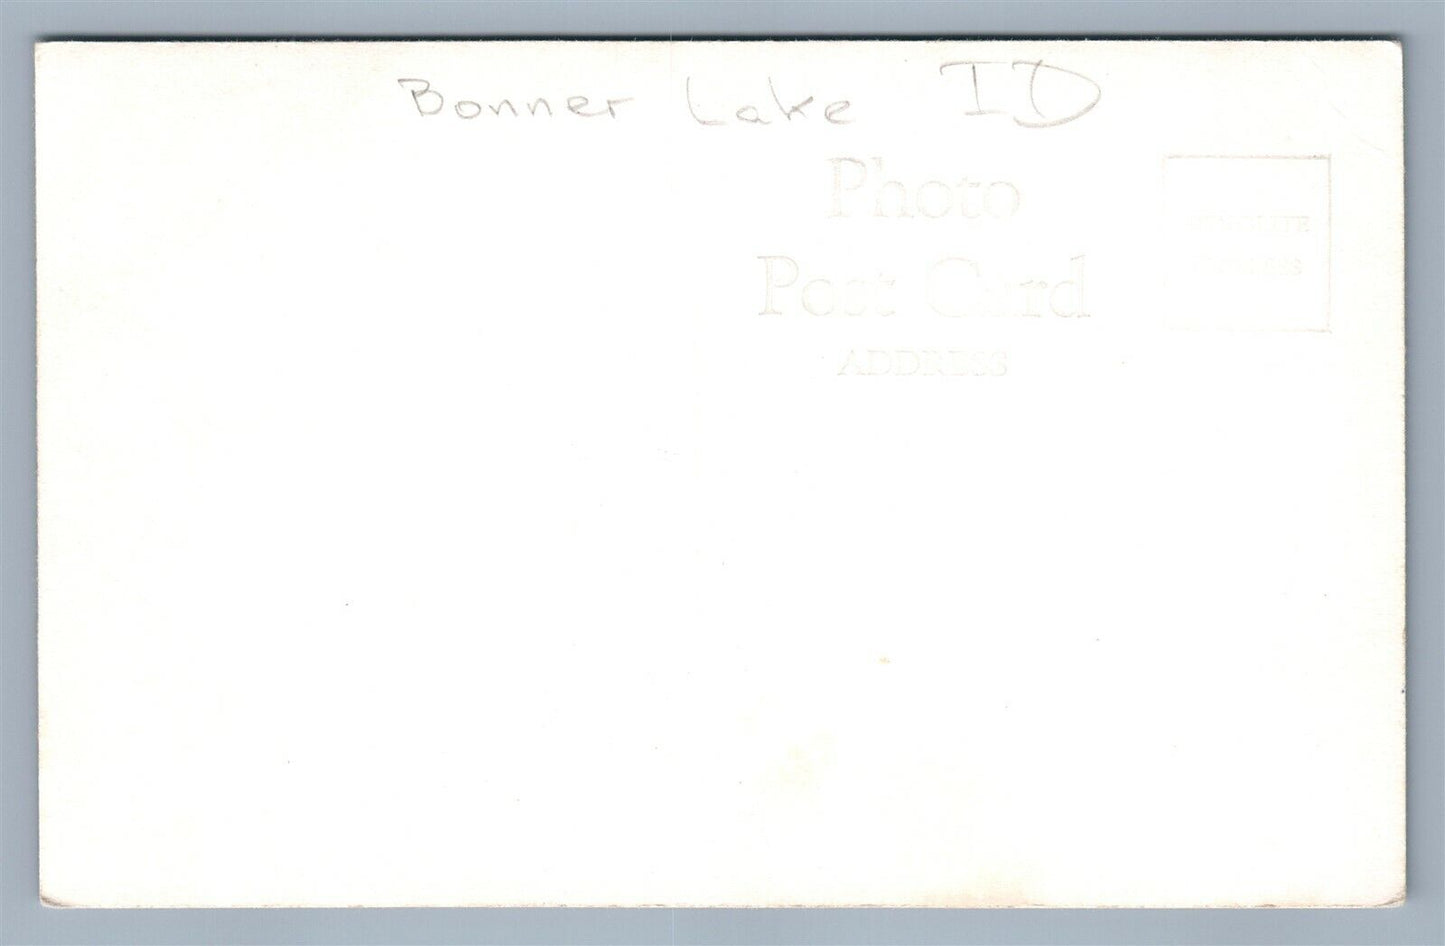 Bonner Lake ID
Photo
Post Card
ADDRESS